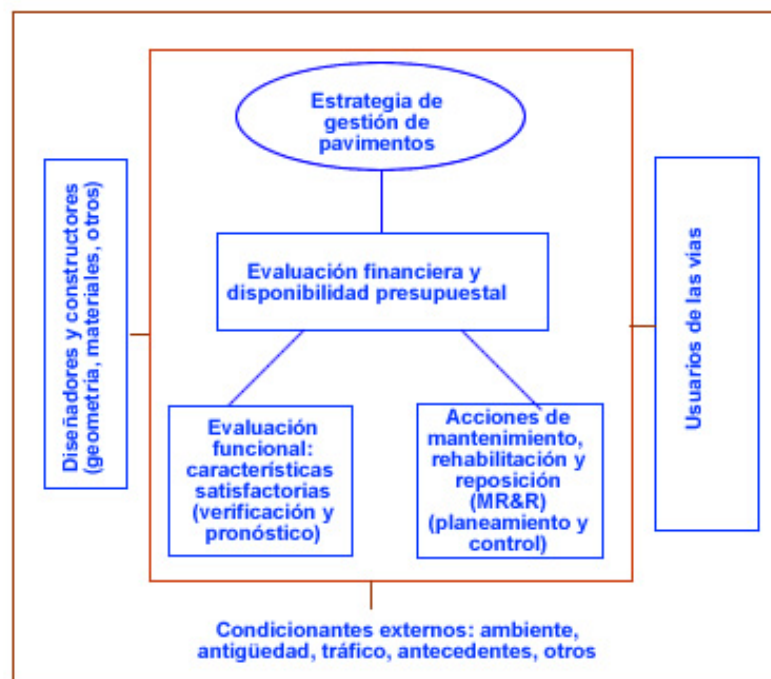 Estrategia de
gestión de
pavimentos
Diseñadores y constructores
(geometría, materiales, otros)
Evaluación financiera y
disponibilidad presupuestal
Usuarios de las vías
Evaluación
funcional:
características
satisfactorias
(verificación y
pronóstico)
Acciones de
mantenimiento,
rehabilitación y
reposición
(MR&R)
(planeamiento y
control)
Condicionantes externos: ambiente,
antigüedad, tráfico, antecedentes, otros